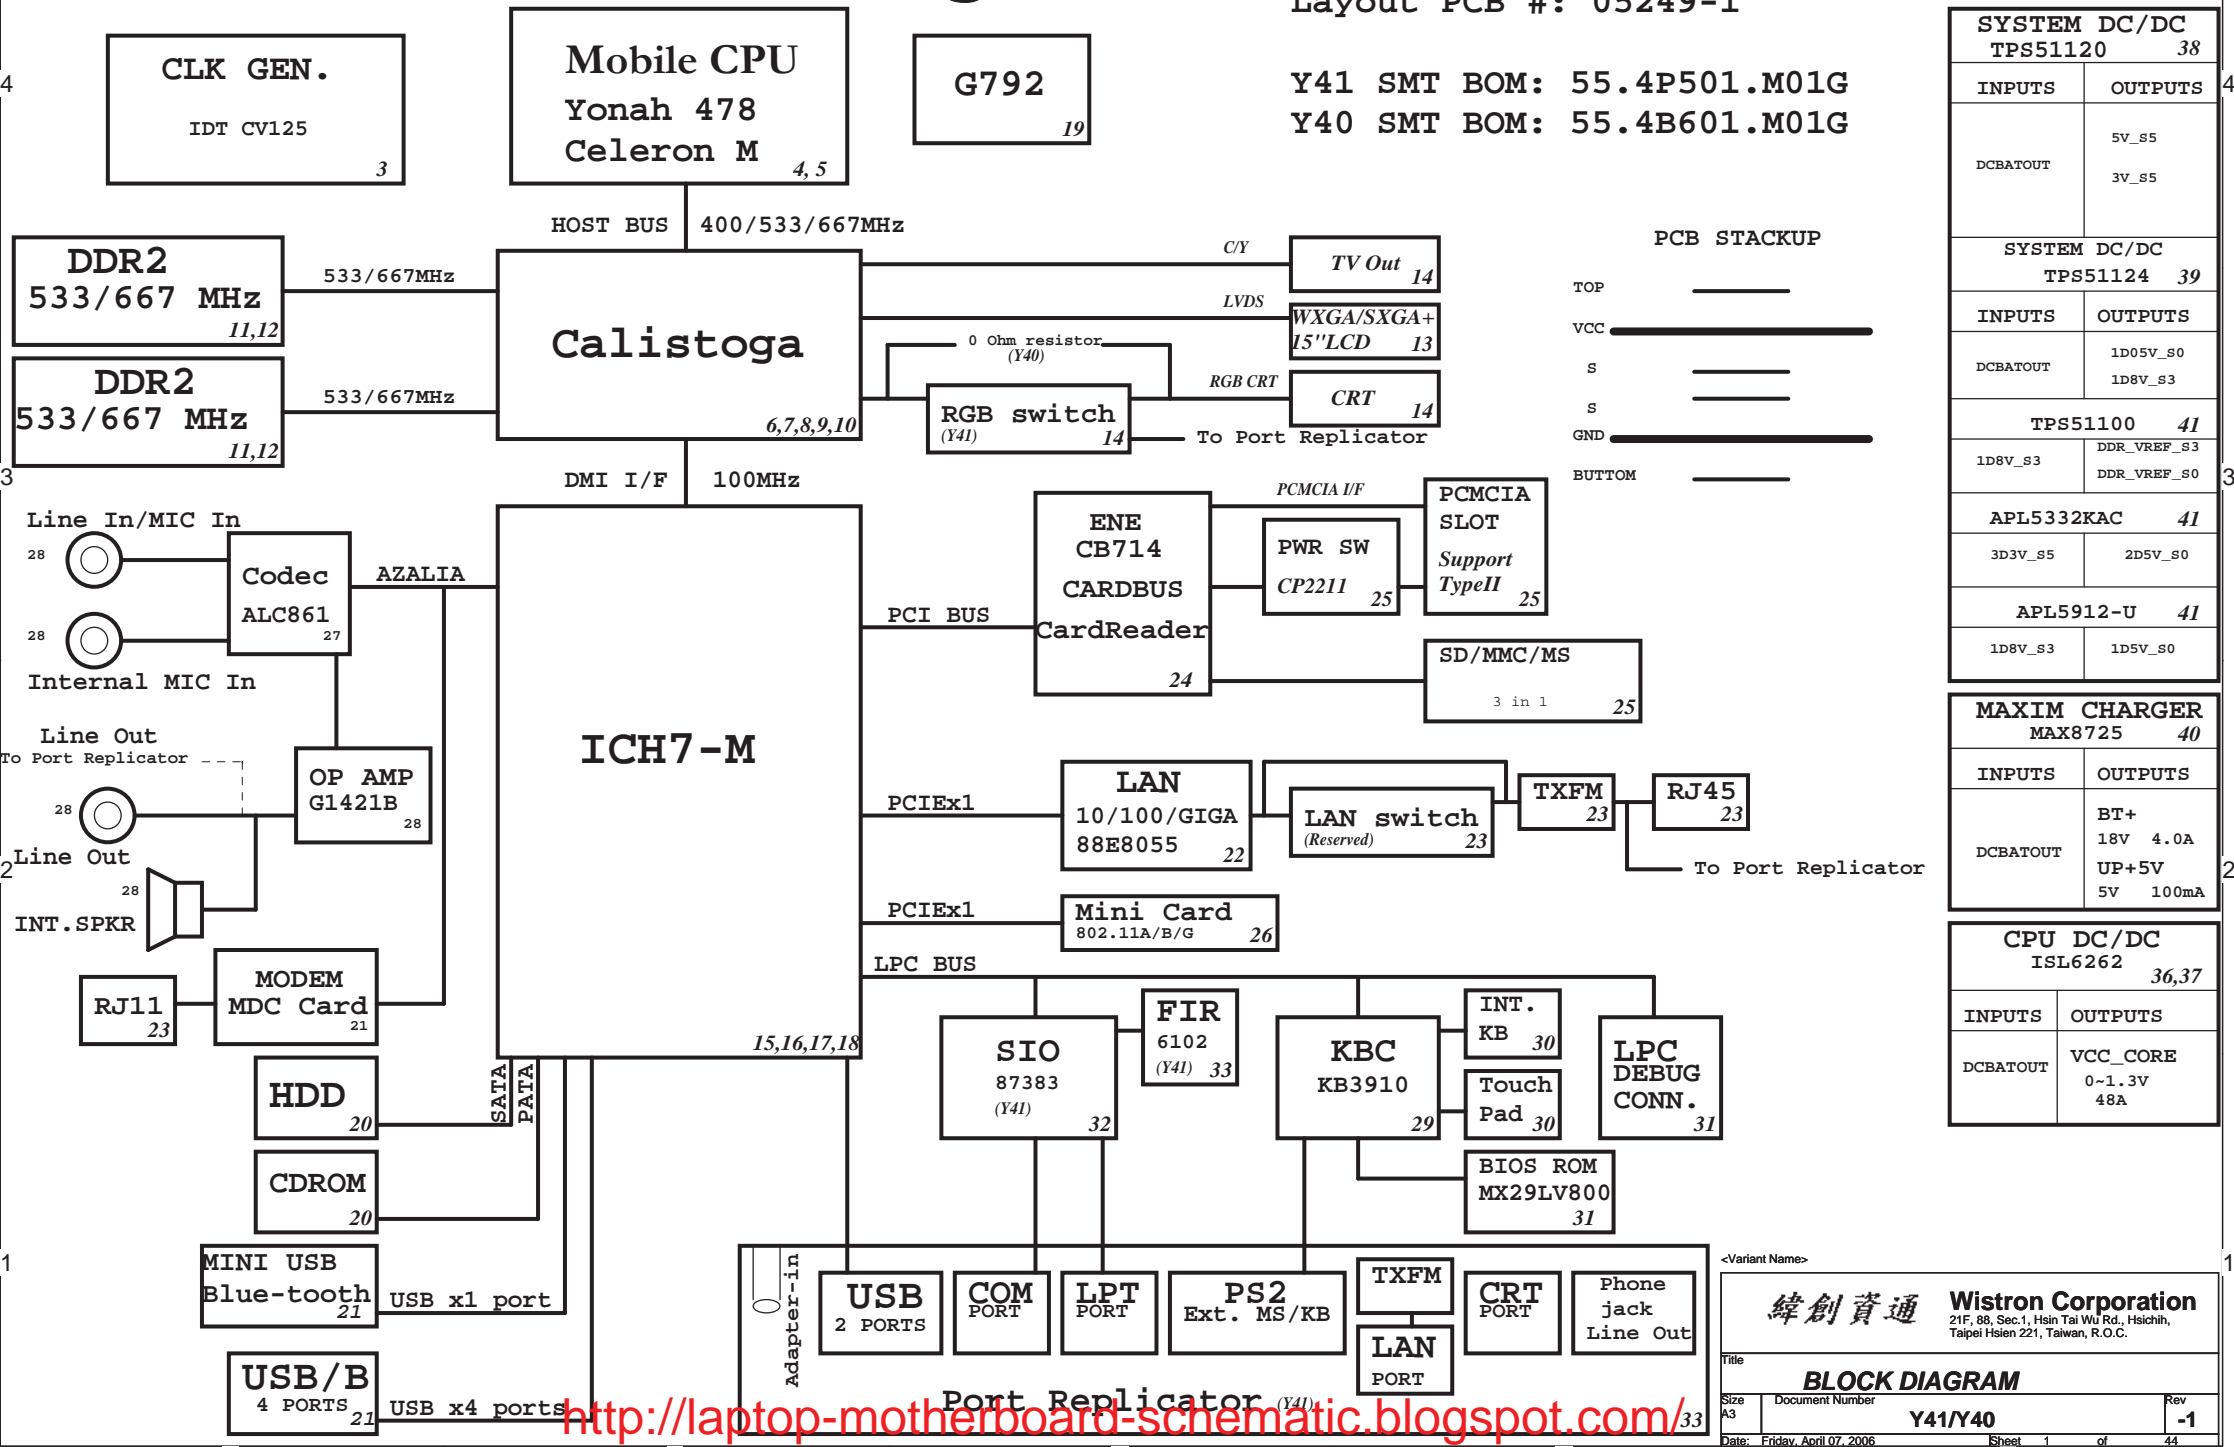 Layout PCB #: 05249-1
Y41 SMT BOM: 55.4P501.M01G
Y40 SMT BOM: 55.4B601.M01G
CLK GEN.
IDT CV125
3
Mobile CPU
Yonah 478
Celeron M
4, 5
G792
19
HOST BUS
400/533/667MHz
DDR2
533/667 MHz
11,12
533/667MHz
DDR2
533/667 MHz
11,12
533/667MHz
Calistoga
6,7,8,9,10
C/Y
TV Out
14
LVDS
WXGA/SXGA+
15"LCD
13
0 Ohm resistor
(Y40)
RGB CRT
CRT
14
RGB switch
(Y41)
14
To Port Replicator
PCB STACKUP
TOP
VCC
S
S
GND
BUTTOM
DMI I/F
100MHz
Line In/MIC In
28
Codec
ALC861
27
AZALIA
28
Internal MIC In
Line Out
To Port Replicator
28
Line Out
OP AMP
G1421B
28
28
INT.SPKR
RJ11
23
MODEM
MDC Card
21
ICH7-M
15,16,17,18
HDD
20
SATA
PATA
CDROM
20
MINI USB
Blue-tooth
21
USB x1 port
USB/B
4 PORTS
21
USB x4 ports
PCI BUS
ENE
CB714
CARDBUS
CardReader
24
PCMCIA I/F
PWR SW
CP2211
25
PCMCIA
SLOT
Support
TypeII
25
SD/MMC/MS
3 in 1
25
PCIEx1
LAN
10/100/GIGA
88E8055
22
LAN switch
(Reserved)
23
TXFM
23
RJ45
23
To Port Replicator
PCIEx1
Mini Card
802.11A/B/G
26
LPC BUS
SIO
87383
(Y41)
32
FIR
6102
(Y41)
33
KBC
KB3910
29
INT.
KB
30
Touch
Pad
30
LPC
DEBUG
CONN.
31
BIOS ROM
MX29LV800
31
Adapter-in
USB
2 PORTS
COM
PORT
LPT
PORT
PS2
Ext. MS/KB
TXFM
LAN
PORT
CRT
PORT
Phone
jack
Line Out
Port Replicator
(Y41)
33
http://laptop-motherboard-schematic.blogspot.com/
SYSTEM DC/DC
TPS51120
38
INPUTS
OUTPUTS
DCBATOUT
5V_S5
3V_S5
SYSTEM DC/DC
TPS51124
39
INPUTS
OUTPUTS
DCBATOUT
1D05V_S0
1D8V_S3
TPS51100
41
1D8V_S3
DDR_VREF_S3
DDR_VREF_S0
APL5332KAC
41
3D3V_S5
2D5V_S0
APL5912-U
41
1D8V_S3
1D5V_S0
MAXIM CHARGER
MAX8725
40
INPUTS
OUTPUTS
DCBATOUT
BT+
18V 4.0A
UP+5V
5V 100mA
CPU DC/DC
ISL6262
36,37
INPUTS
OUTPUTS
DCBATOUT
VCC_CORE
0~1.3V
48A
4
4
3
3
2
2
1
1
<Variant Name>
緯創資通
Wistron Corporation
21F, 88, Sec.1, Hsin Tai Wu Rd., Hsichih,
Taipei Hsien 221, Taiwan, R.O.C.
Title
BLOCK DIAGRAM
Size
A3
Document Number
Y41/Y40
Rev
-1
Date: Friday, April 07, 2006
Sheet 1 of 44